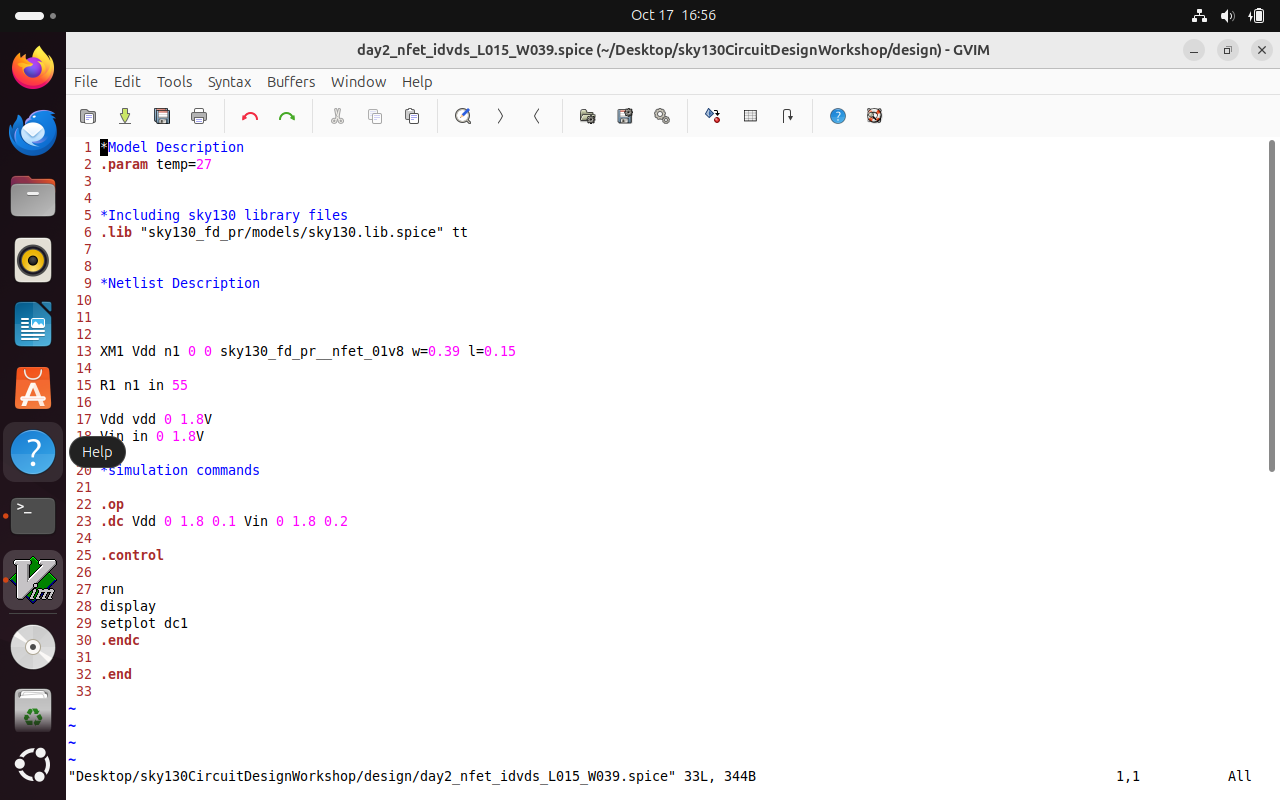 Oct 17 16:56
day2_nfet_idvds_L015_W039.spice (~/Desktop/sky130CircuitDesignWorkshop/design) - GVIM
File Edit Tools Syntax Buffers Window Help
1 *Model Description
2 .param temp=27
3
4
5 *Including sky130 library files
6 .lib "sky130_fd_pr/models/sky130.lib.spice" tt
7
8
9 *Netlist Description
10
11
12
13 XM1 Vdd n1 0 0 sky130_fd_pr__nfet_01v8 w=0.39 l=0.15
14
15 R1 n1 in 55
16
17 Vdd vdd 0 1.8V
18 Vin in 0 1.8V
Help
20 *simulation commands
21
22 .op
23 .dc Vdd 0 1.8 0.1 Vin 0 1.8 0.2
24
25 .control
26
27 run
28 display
29 setplot dc1
30 .endc
31
32 .end
33
~
~
~
~
"Desktop/sky130CircuitDesignWorkshop/design/day2_nfet_idvds_L015_W039.spice" 33L, 344B 1,1 All